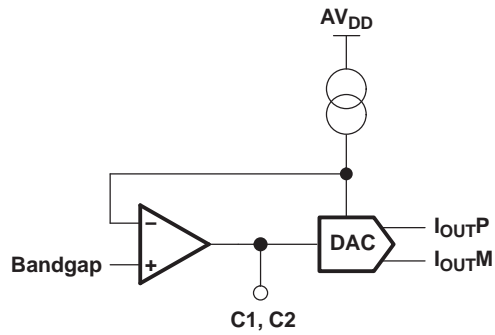 AVDD
−
+
Bandgap
DAC
IOUTP
IOUTM
C1, C2